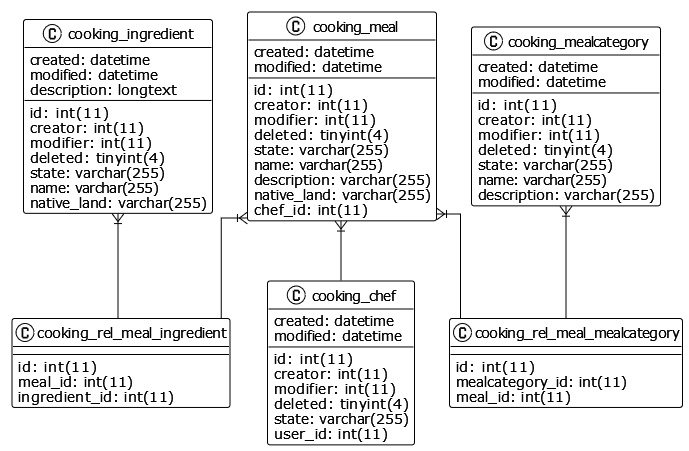 C cooking_ingredient
created: datetime
modified: datetime
description: longtext
id: int(11)
creator: int(11)
modifier: int(11)
deleted: tinyint(4)
state: varchar(255)
name: varchar(255)
native_land: varchar(255)
C cooking_meal
created: datetime
modified: datetime
id: int(11)
creator: int(11)
modifier: int(11)
deleted: tinyint(4)
state: varchar(255)
name: varchar(255)
description: varchar(255)
native_land: varchar(255)
chef_id: int(11)
C cooking_mealcategory
created: datetime
modified: datetime
id: int(11)
creator: int(11)
modifier: int(11)
deleted: tinyint(4)
state: varchar(255)
name: varchar(255)
description: varchar(255)
C cooking_rel_meal_ingredient
id: int(11)
meal_id: int(11)
ingredient_id: int(11)
C cooking_chef
created: datetime
modified: datetime
id: int(11)
creator: int(11)
modifier: int(11)
deleted: tinyint(4)
state: varchar(255)
user_id: int(11)
C cooking_rel_meal_mealcategory
id: int(11)
mealcategory_id: int(11)
meal_id: int(11)